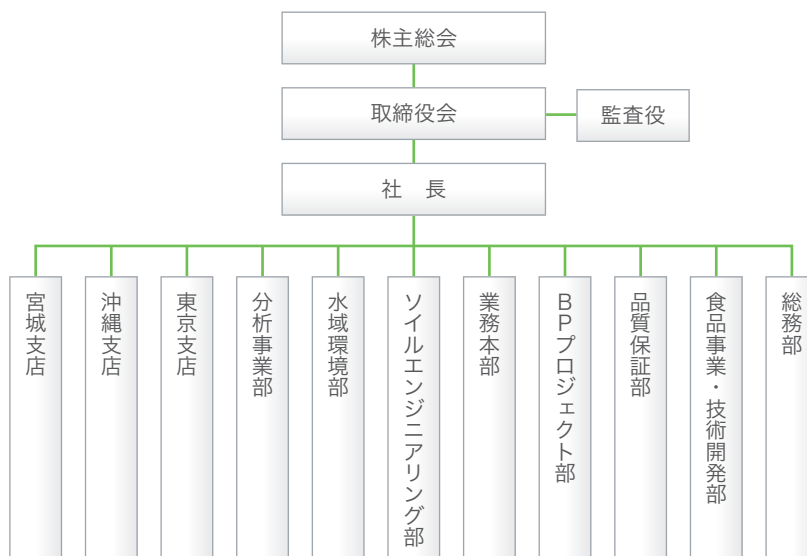 株主総会
取締役会
監査役
社　長
宮城支店
沖縄支店
東京支店
分析事業部
水域環境部
ソイルエンジニアリング部
業務本部
BPプロジェクト部
品質保証部
食品事業・技術開発部
総務部